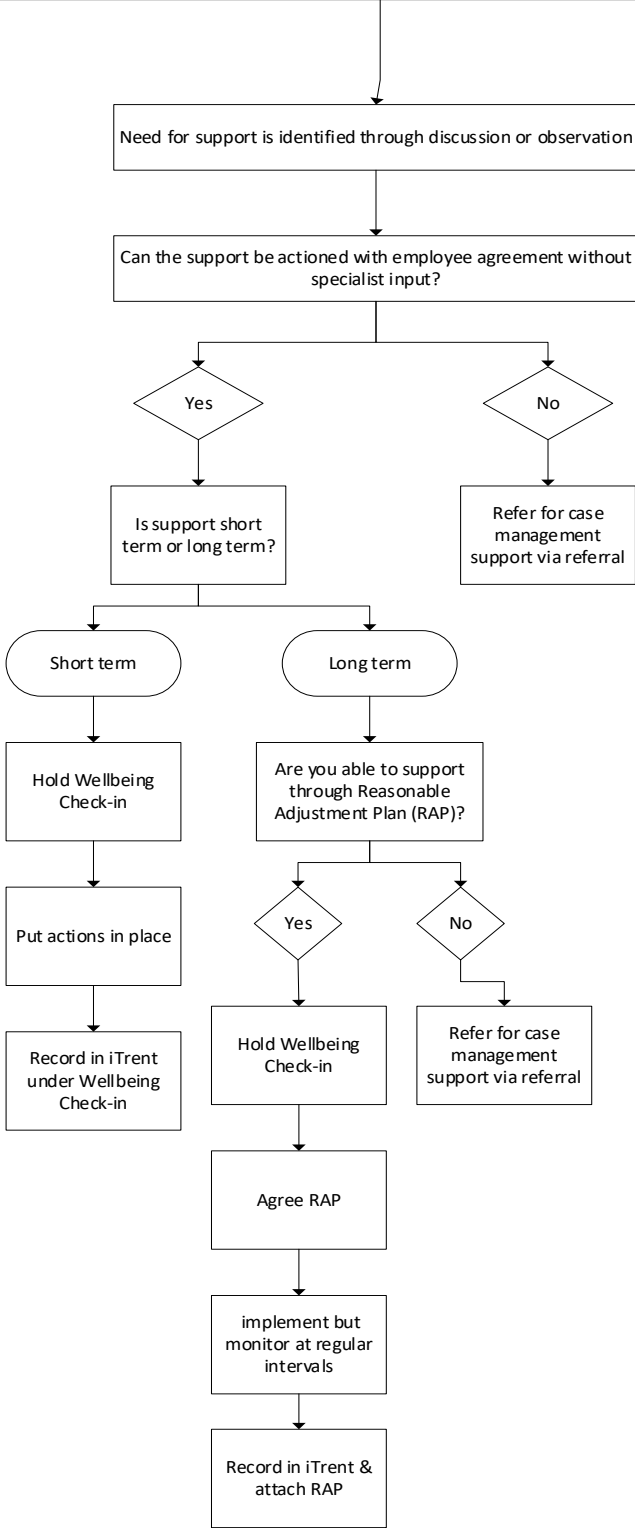 Need for support is identified through discussion or observation
Can the support be actioned with employee agreement without
specialist input?
Yes
No
Is support short
term or long term?
Refer for case
management
support via referral
Short term
Long term
Hold Wellbeing
Check-in
Are you able to support
through Reasonable
Adjustment Plan (RAP)?
Put actions in place
Yes
No
Record in iTrent
under Wellbeing
Check-in
Hold Wellbeing
Check-in
Refer for case
management
support via referral
Agree RAP
implement but
monitor at regular
intervals
Record in iTrent &
attach RAP